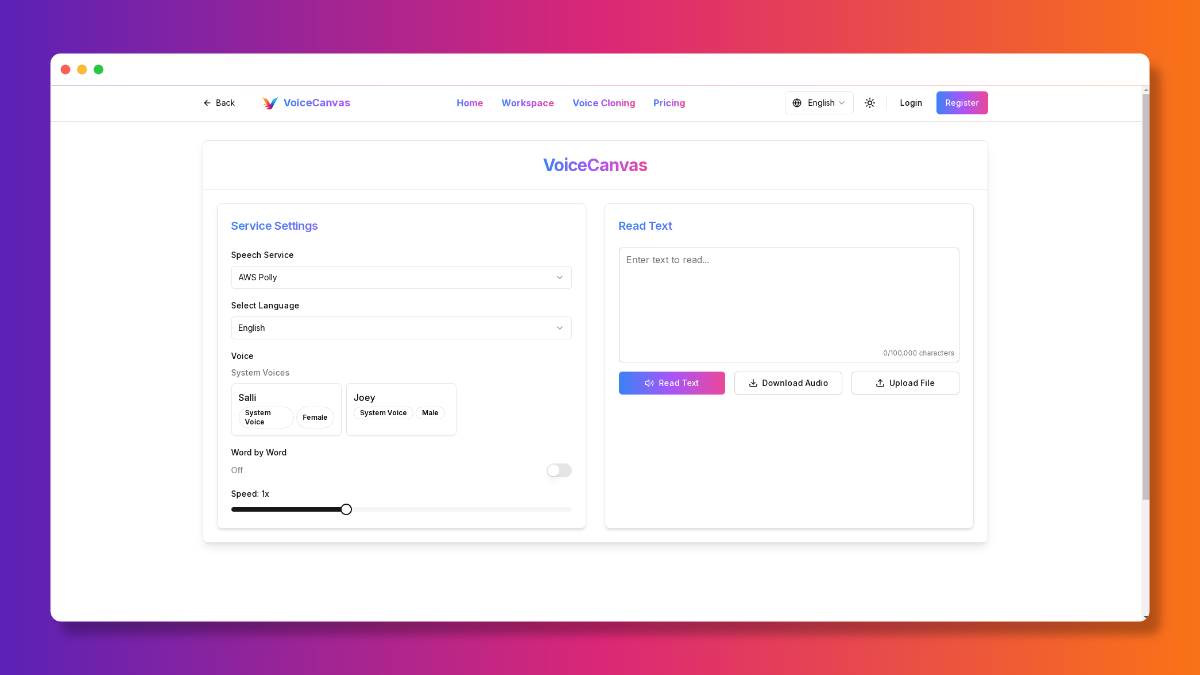 Back
VoiceCanvas
Home
Workspace
Voice Cloning
Pricing
English
Login
Register
VoiceCanvas
Service Settings
Speech Service
AWS Polly
Select Language
English
Voice
System Voices
Salli
System Voice
Female
Joey
System Voice
Male
Word by Word
Off
Speed: 1x
Read Text
Enter text to read...
0/100,000 characters
Read Text
Download Audio
Upload File